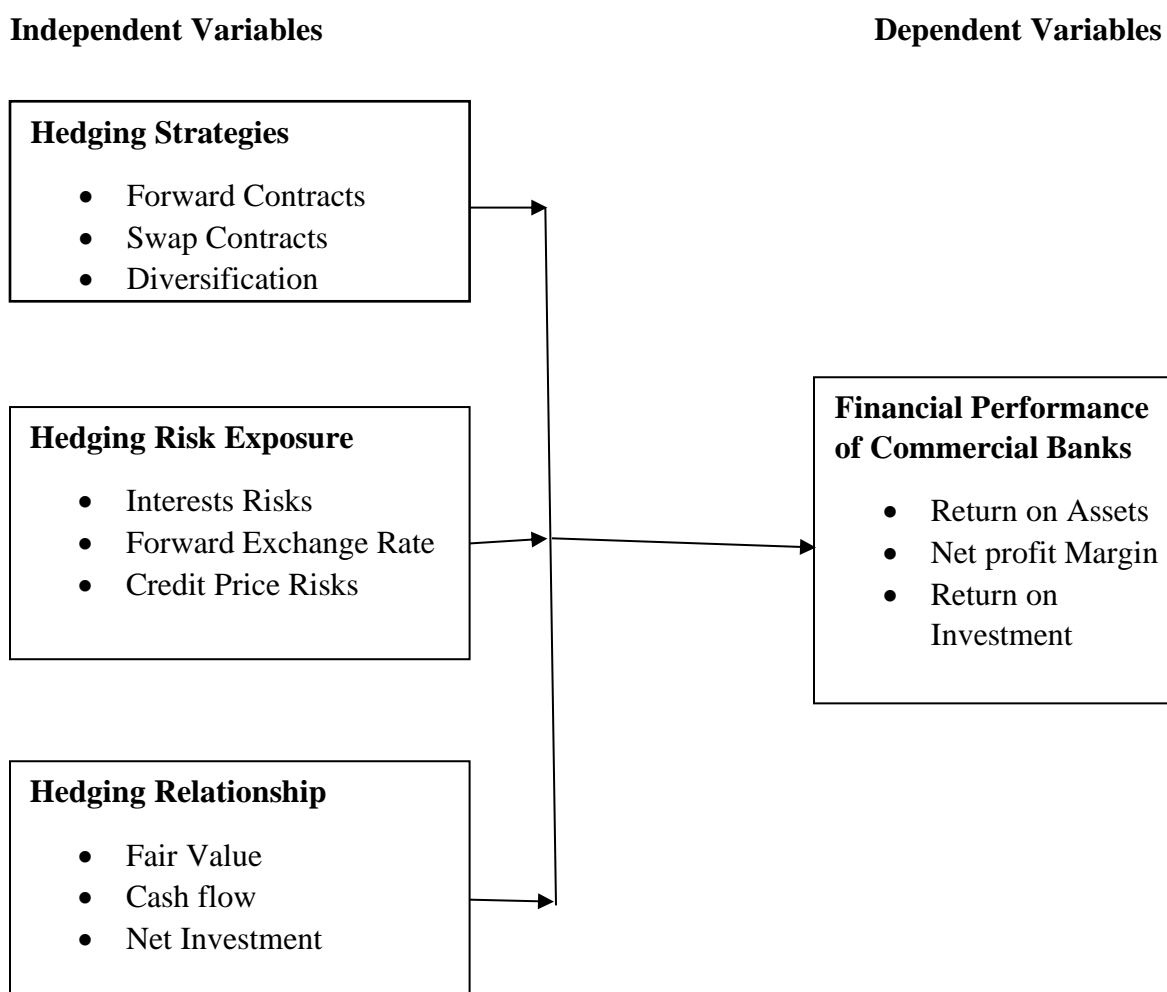 Independent Variables
Dependent Variables
Hedging Strategies
• Forward Contracts
• Swap Contracts
• Diversification
Hedging Risk Exposure
• Interests Risks
• Forward Exchange Rate
• Credit Price Risks
Hedging Relationship
• Fair Value
• Cash flow
• Net Investment
Financial Performance
of Commercial Banks
• Return on Assets
• Net profit Margin
• Return on
Investment